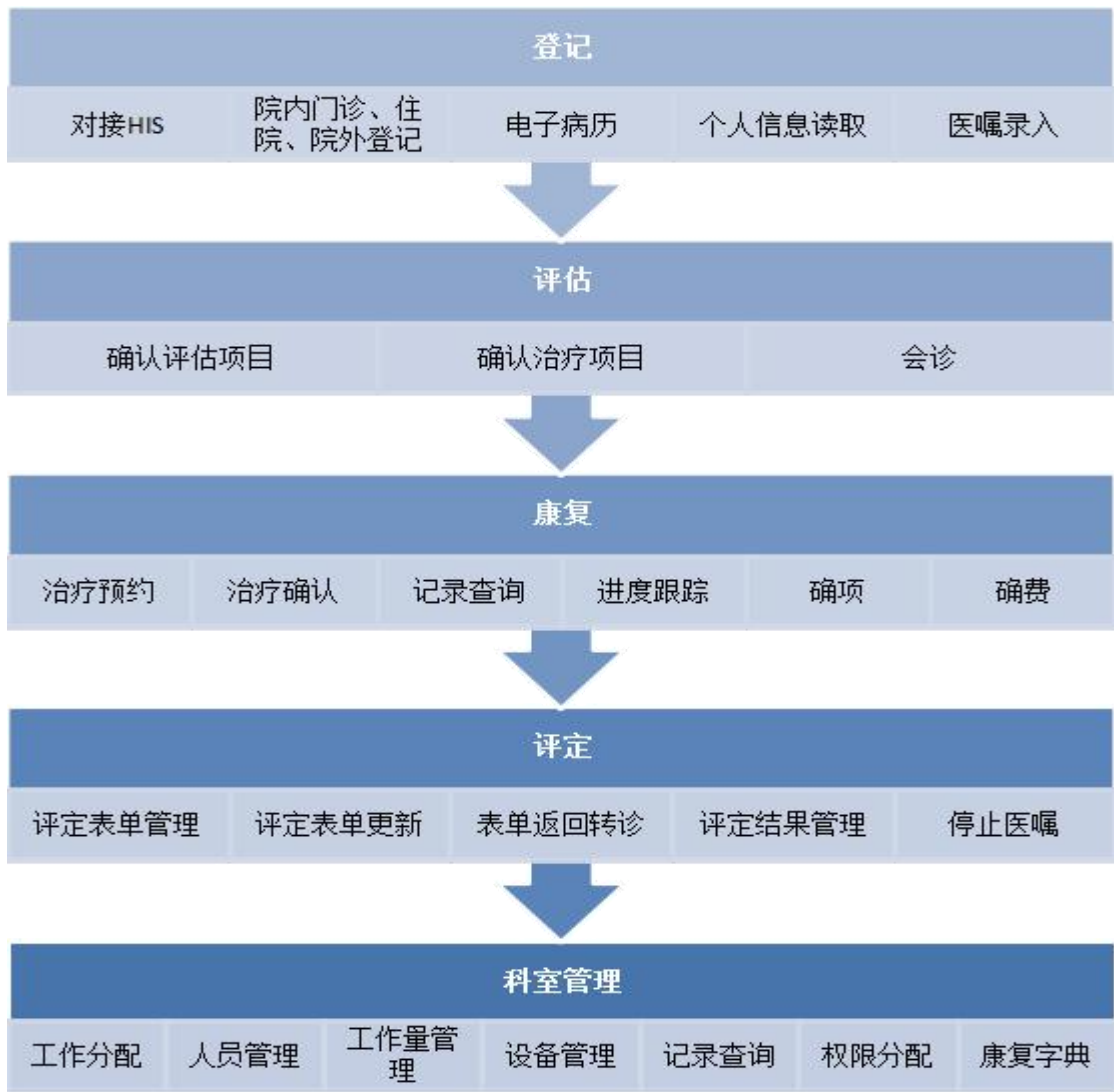 登记
对接HIS
院内门诊、住
院、院外登记
电子病历
个人信息读取
医嘱录入
评估
确认评估项目
确认治疗项目
会诊
康复
治疗预约
治疗确认
记录查询
进度跟踪
确项
确费
评定
评定表单管理
评定表单更新
表单返回转诊
评定结果管理
停止医嘱
科室管理
工作分配
人员管理
工作量管
理
设备管理
记录查询
权限分配
康复字典